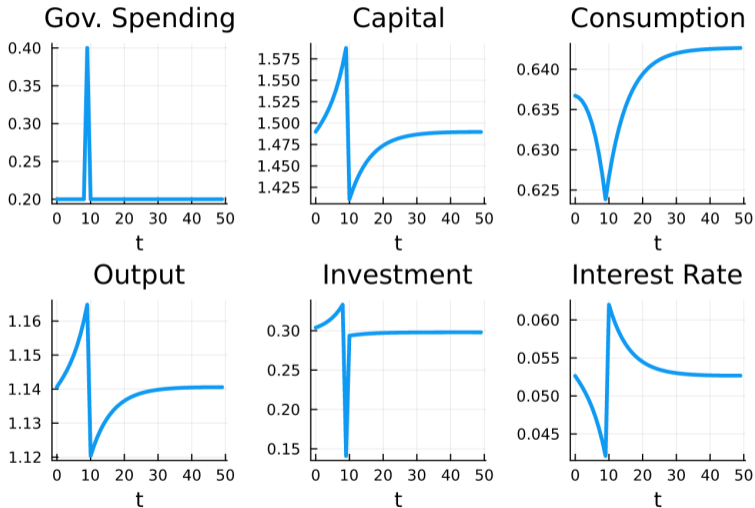 Gov. Spending
0.40
0.35
0.30
0.25
0.20
0 10 20 30 40 50
t
Capital
1.575
1.550
1.525
1.500
1.475
1.450
1.425
0 10 20 30 40 50
t
Consumption
0.640
0.635
0.630
0.625
0 10 20 30 40 50
t
Output
1.16
1.15
1.14
1.13
1.12
0 10 20 30 40 50
t
Investment
0.30
0.25
0.20
0.15
0 10 20 30 40 50
t
Interest Rate
0.060
0.055
0.050
0.045
0 10 20 30 40 50
t